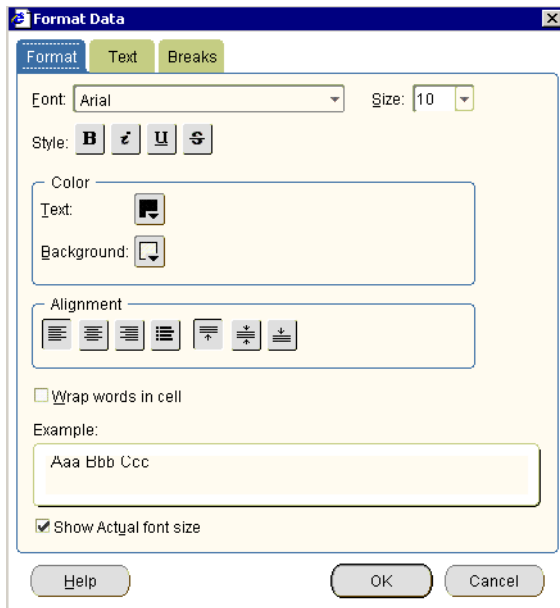 Format Data
Format Text Breaks
Font: Arial Size: 10
Style: B i U S
Color
Text:
Background:
Alignment
Wrap words in cell
Example:
Aaa Bbb Ccc
Show Actual font size
Help OK Cancel